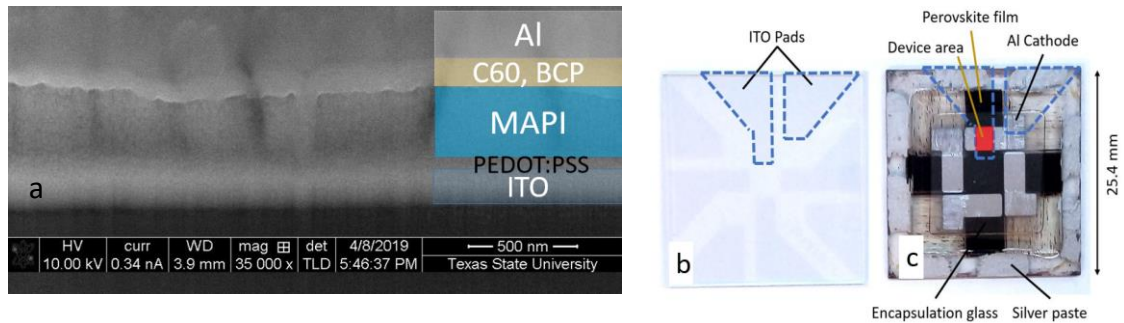 Al
C60, BCP
MAPI
PEDOT:PSS
ITO
a
HV curr WD mag det 4/8/2019 500 nm
10.00 kV 0.34 nA 3.9 mm 35 000 x TLD 5:46:37 PM Texas State University
ITO Pads
b
Perovskite film
Device area
Al Cathode
25.4 mm
c
Encapsulation glass
Silver paste